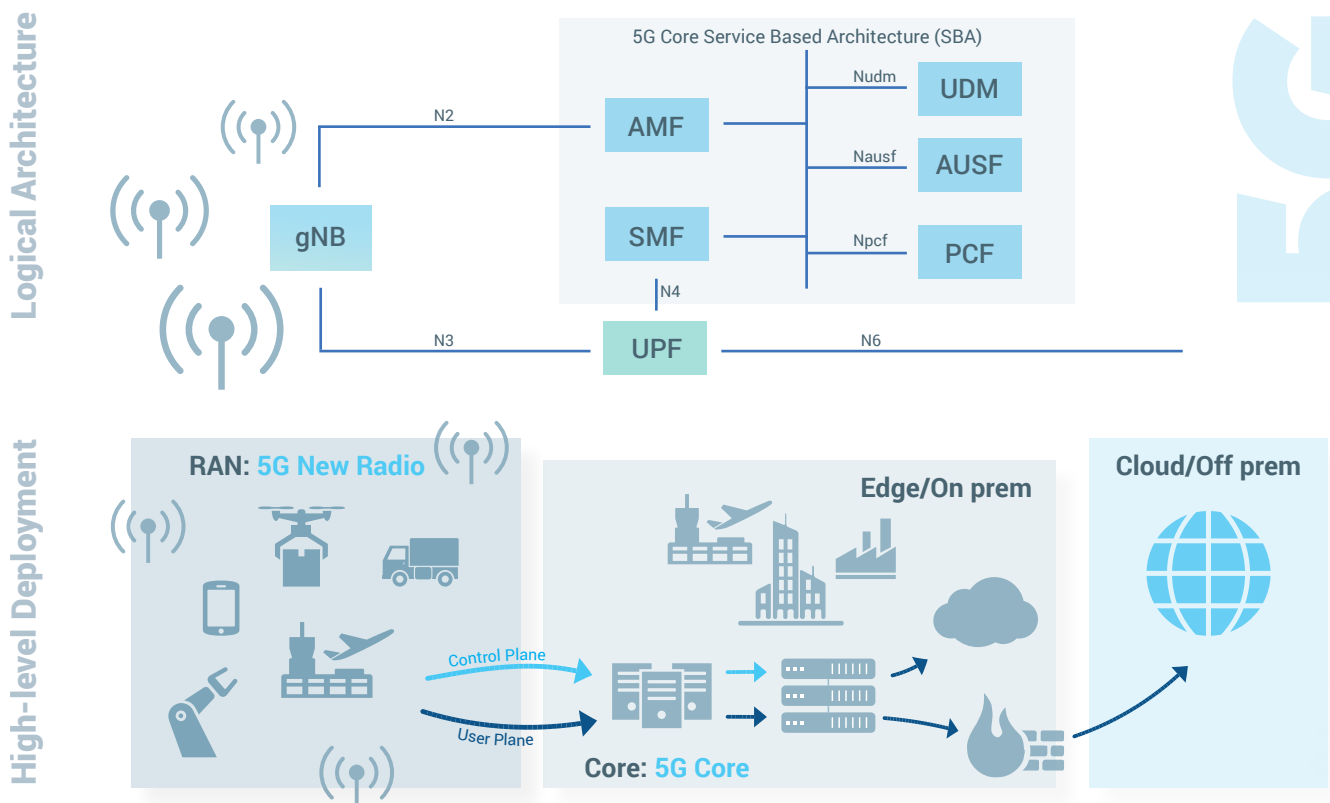 Logical Architecture
5G Core Service Based Architecture (SBA)
N2
AMF
Nudm
UDM
Nausf
AUSF
gNB
SMF
Npcf
PCF
N4
N3
UPF
N6
5G
High-level Deployment
RAN: 5G New Radio
Edge/On prem
Cloud/Off prem
Control Plane
User Plane
Core: 5G Core